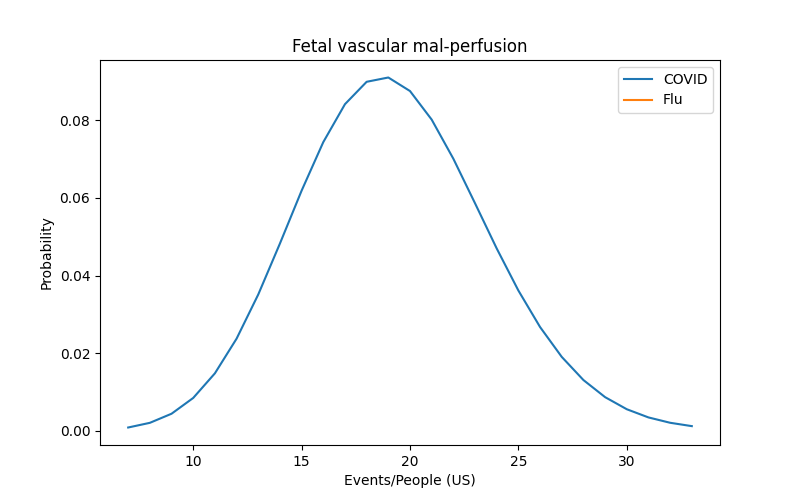 Fetal vascular mal-perfusion
COVID
Flu
Probability
0.08
0.06
0.04
0.02
0.00
10 15 20 25 30
Events/People (US)